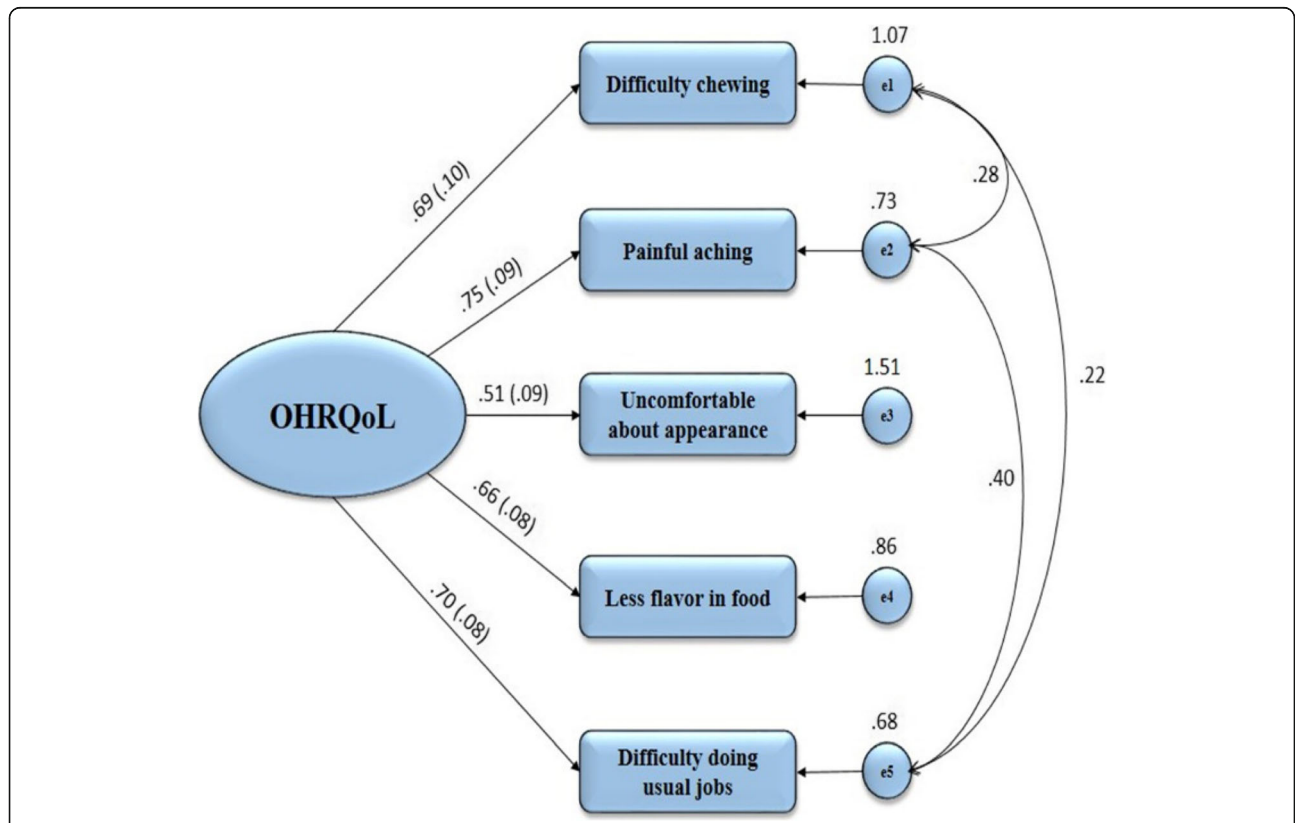 1.07
Difficulty chewing
e1
.69 (.10)
.28
.73
Painful aching
e2
.75 (.09)
1.51
OHRQoL
.51 (.09)
Uncomfortable
about appearance
e3
.22
.66 (.08)
.40
.86
Less flavor in food
e4
.70 (.08)
.68
Difficulty doing
usual jobs
e5